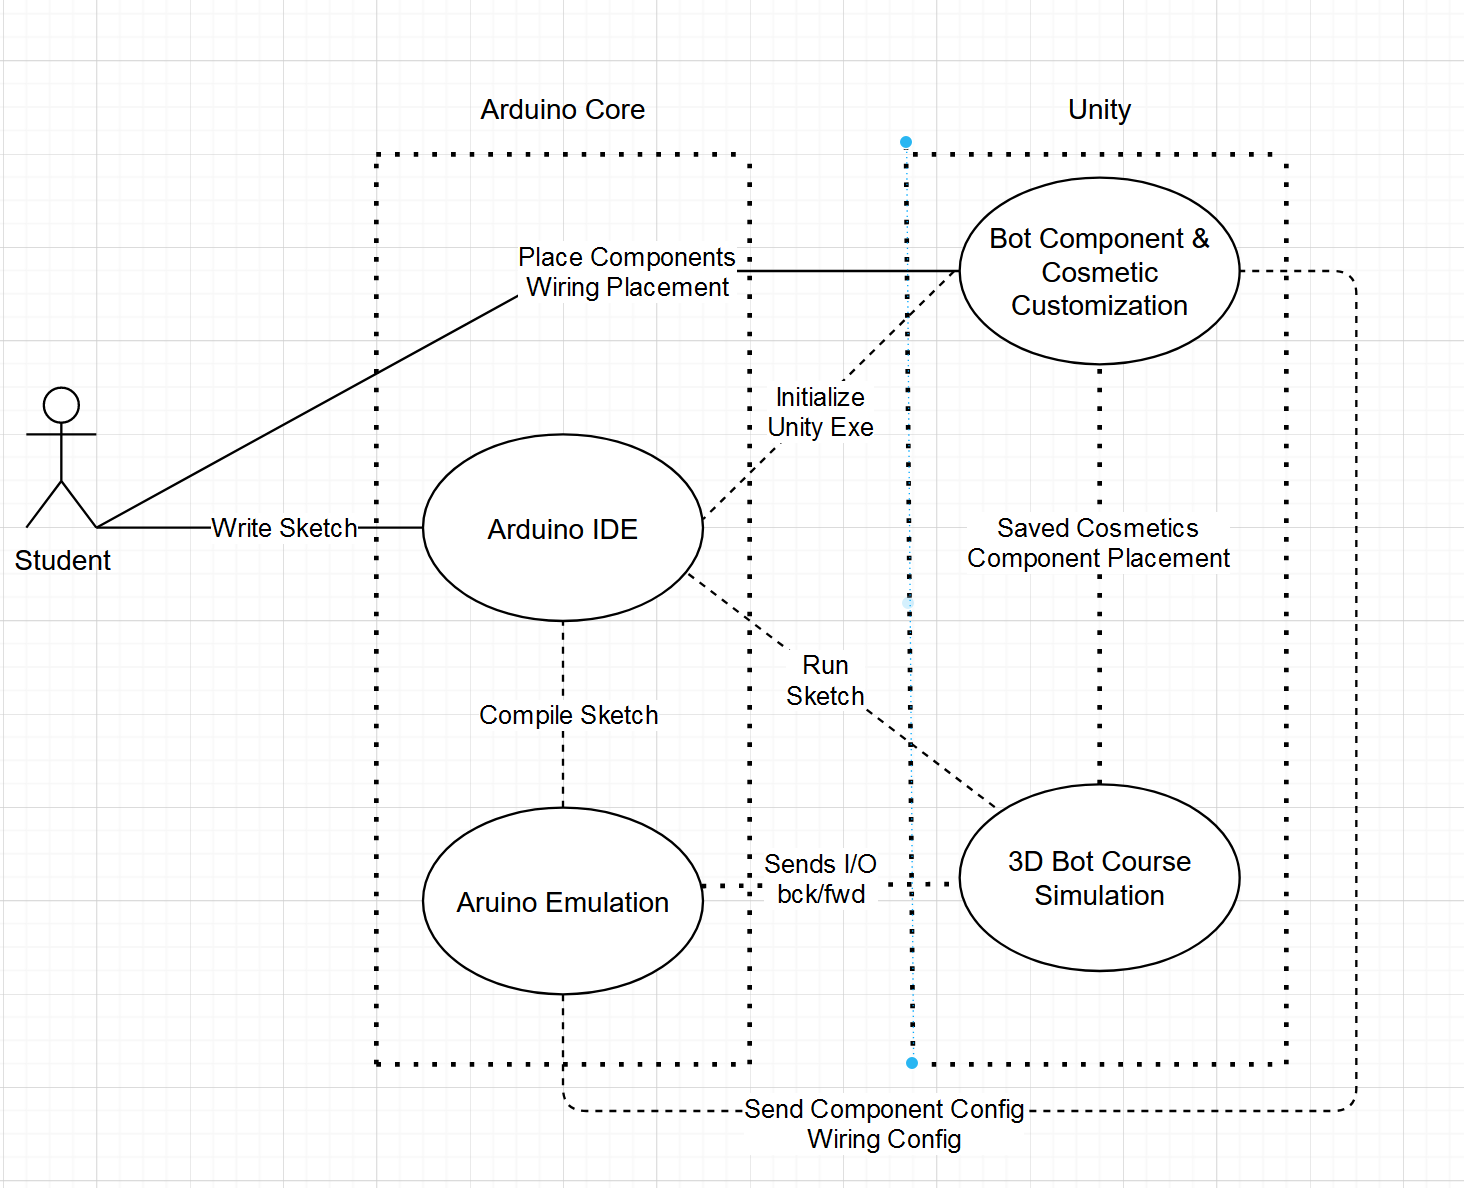 Arduino Core
Unity
Bot Component &
Cosmetic
Customization
Place Components
Wiring Placement
Initialize
Unity Exe
Student
Write Sketch
Arduino IDE
Saved Cosmetics
Component Placement
Run
Sketch
Compile Sketch
Aruino Emulation
Sends I/O
bck/fwd
3D Bot Course
Simulation
Send Component Config
Wiring Config